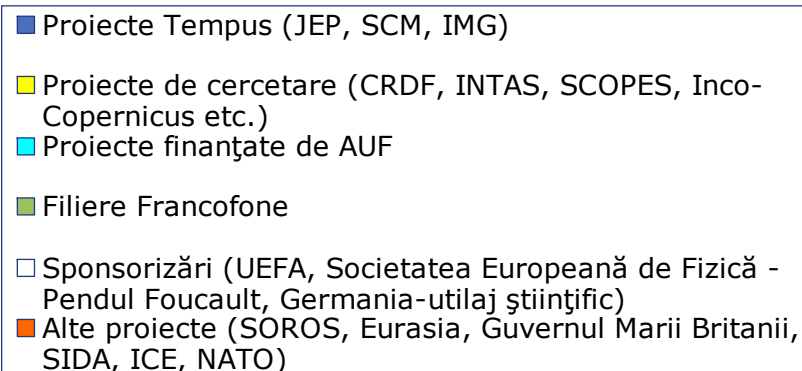 Proiecte Tempus (JEP, SCM, IMG)
Proiecte de cercetare (CRDF, INTAS, SCOPES, Inco-
Copernicus etc.)
Proiecte finanţate de AUF
Filiere Francofone
Sponsorizări (UEFA, Societatea Europeană de Fizică -
Pendul Foucault, Germania-utilaj ştiinţific)
Alte proiecte (SOROS, Eurasia, Guvernul Marii Britanii,
SIDA, ICE, NATO)